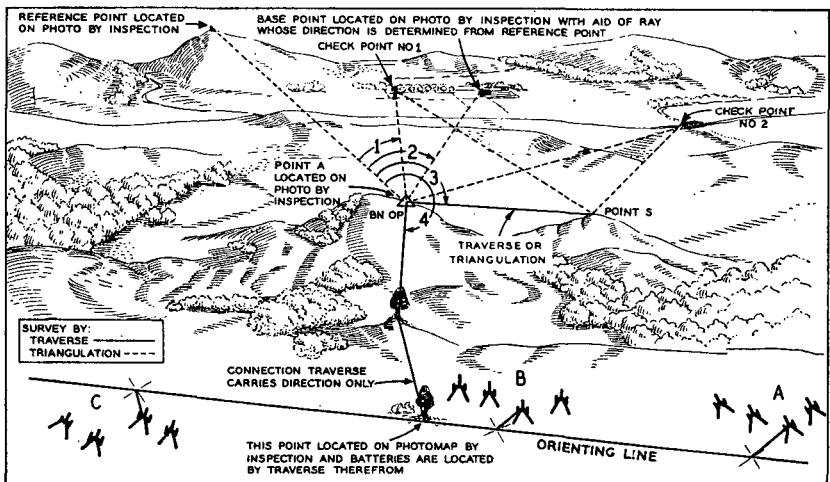 REFERENCE POINT LOCATED
ON PHOTO BY INSPECTION
BASE POINT LOCATED ON PHOTO BY INSPECTION WITH AID OF RAY
WHOSE DIRECTION IS DETERMINED FROM REFERENCE POINT
CHECK POINT NO 1
CHECK POINT
NO 2
1
2
3
4
POINT A
LOCATED ON
PHOTO BY
INSPECTION
BN OP
POINT S
TRAVERSE OR
TRIANGULATION
SURVEY BY:
TRAVERSE
TRIANGULATION
CONNECTION TRAVERSE
CARRIES DIRECTION ONLY
C
B
A
ORIENTING LINE
THIS POINT LOCATED ON PHOTOMAP BY
INSPECTION AND BATTERIES ARE LOCATED
BY TRAVERSE THEREFROM